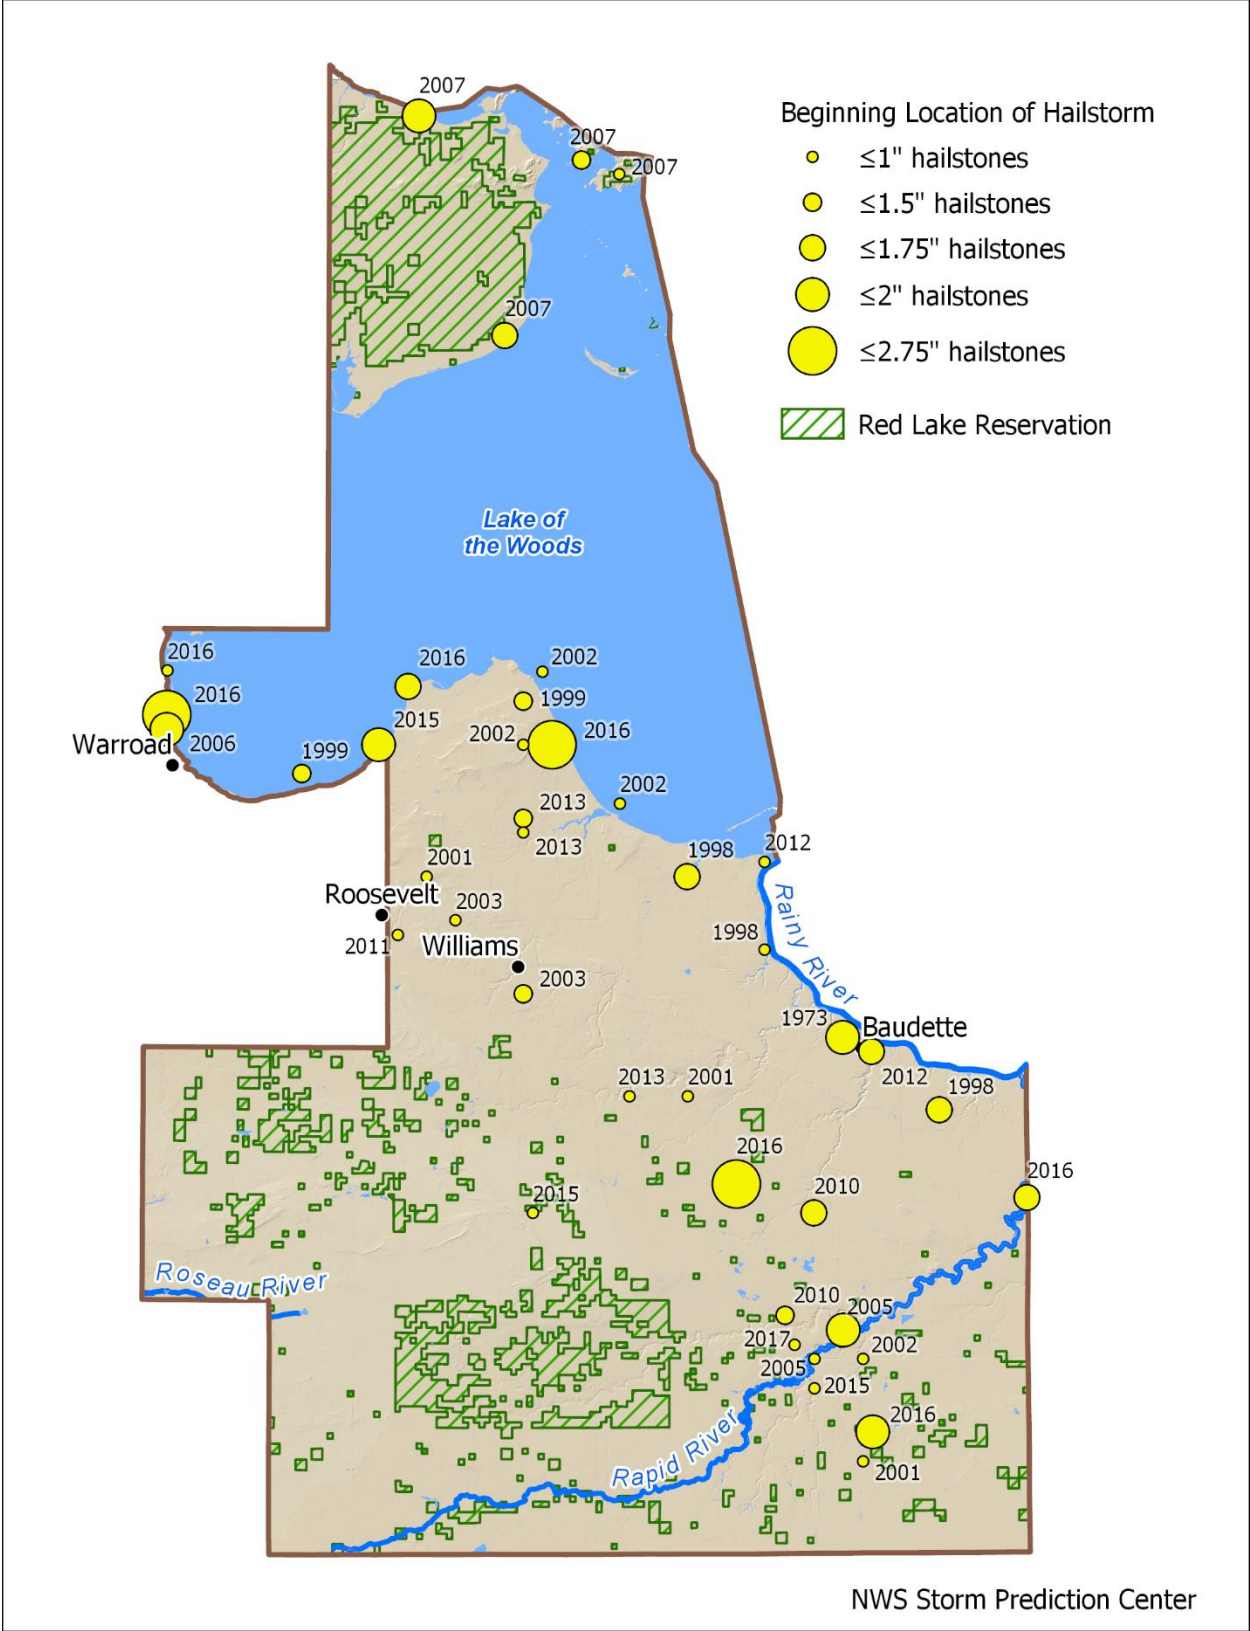 2007
Beginning Location of Hailstorm
2007
≤1" hailstones
2007
≤1.5" hailstones
≤1.75" hailstones
≤2" hailstones
2007
≤2.75" hailstones
Red Lake Reservation
Lake of
the Woods
2016
2016
2002
2016
1999
2015
2002
2016
Warroad
2006
1999
2002
2013
2013
1998
2012
2001
Roosevelt
2003
Rainy River
2011
Williams
1998
2003
1973
Baudette
2012
2013
2001
1998
2016
2016
2015
2010
Roseau River
2010
2005
2017
2002
2005
2015
2016
Rapid River
2001
NWS Storm Prediction Center